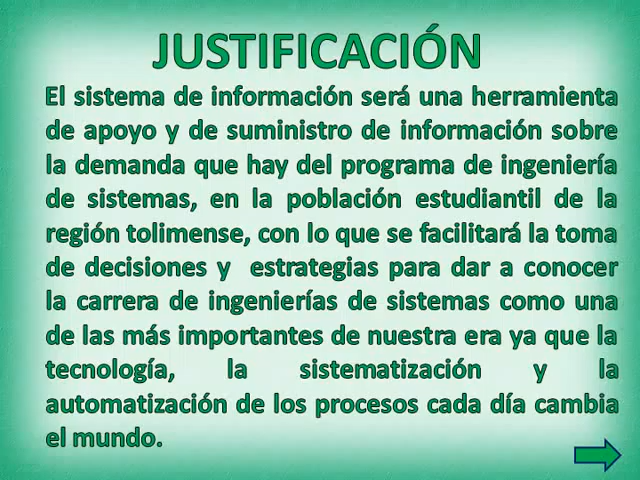 JUSTIFICACIÓN
El sistema de información será una herramienta
de apoyo y de suministro de información sobre
la demanda que hay del programa de ingeniería
de sistemas, en la población estudiantil de la
región tolimense, con lo que se facilitará la toma
de decisiones y  estrategias para dar a conocer
la carrera de ingenierías de sistemas como una
de las más importantes de nuestra era ya que la
tecnología, la sistematización y la
automatización de los procesos cada día cambia
el mundo.